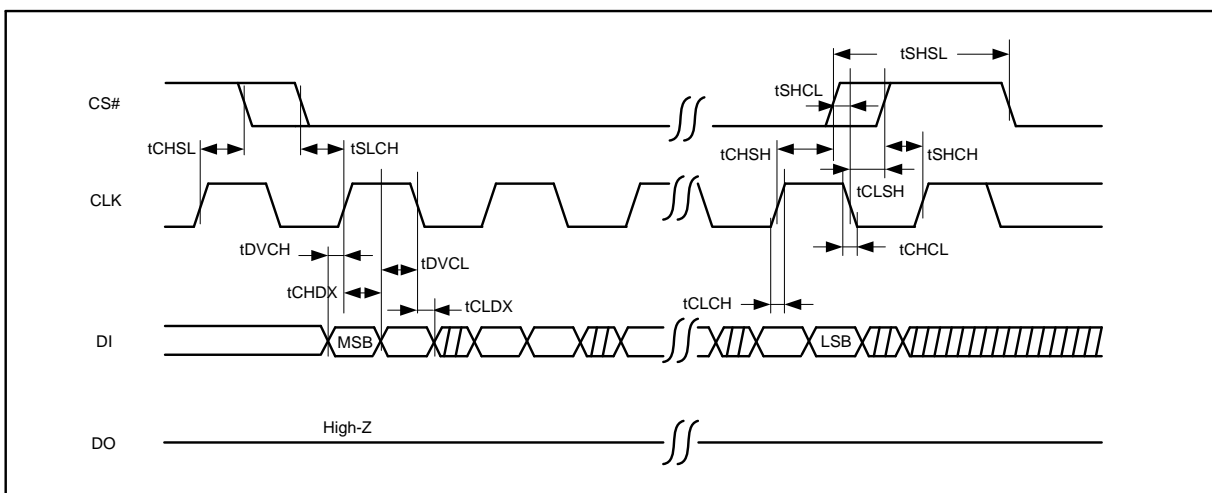 tSHSL
CS#
tSHCL
tCHSL
tSLCH
tCHSH
tSHCH
tCLSH
CLK
tDVCH
tDVCL
tCHCL
tCHDX
tCLDX
tCLCH
DI
MSB
LSB
High-Z
DO